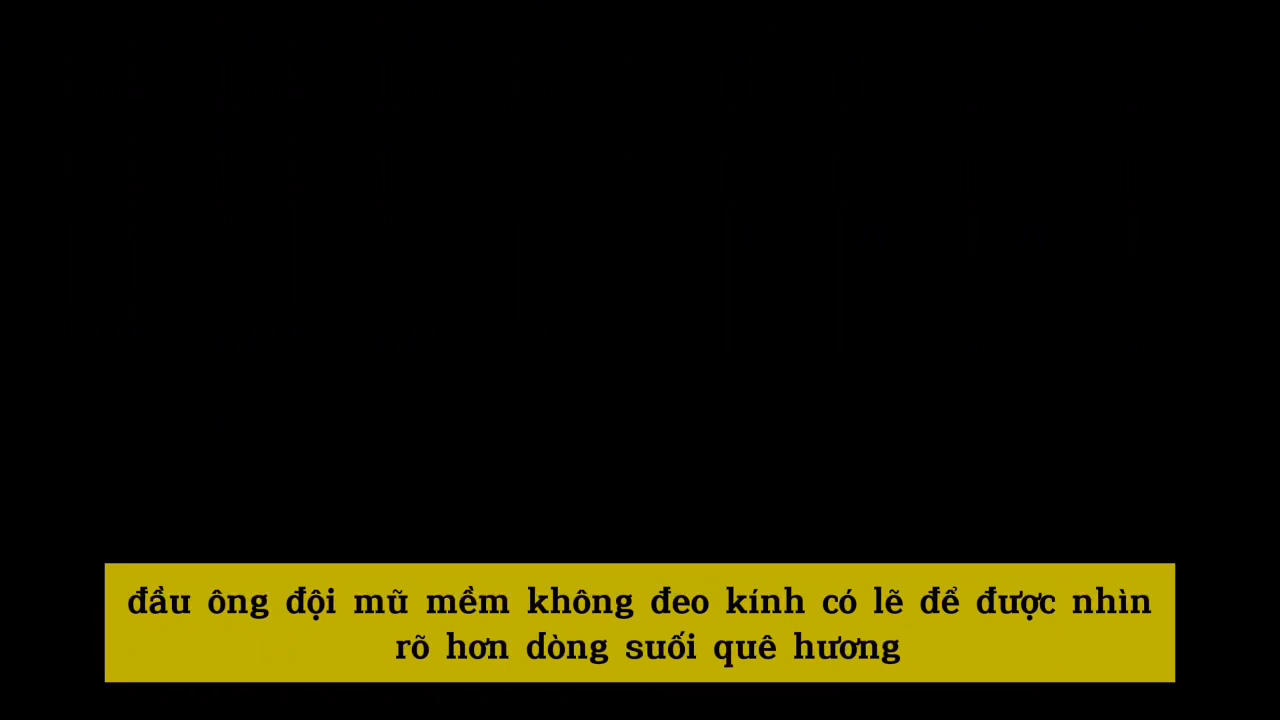 đầu ông đội mũ mềm không đeo kính có lẽ để được nhìn
rõ hơn dòng suối quê hương